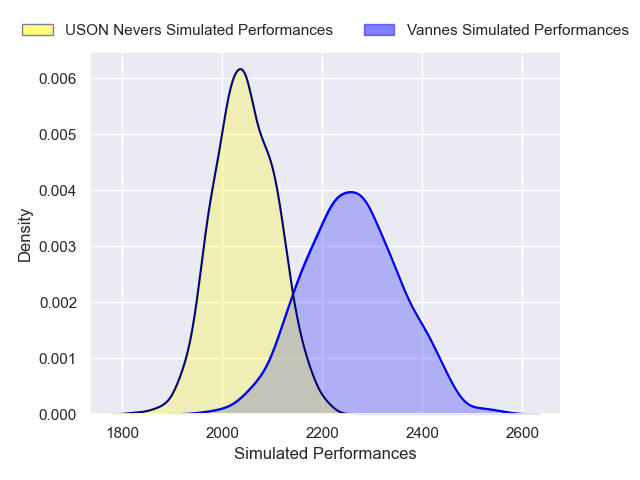 USON Nevers Simulated Performances
Vannes Simulated Performances
0.006
0.005
0.004
0.003
0.002
0.001
0.000
Density
1800 2000 2200 2400 2600
Simulated Performances